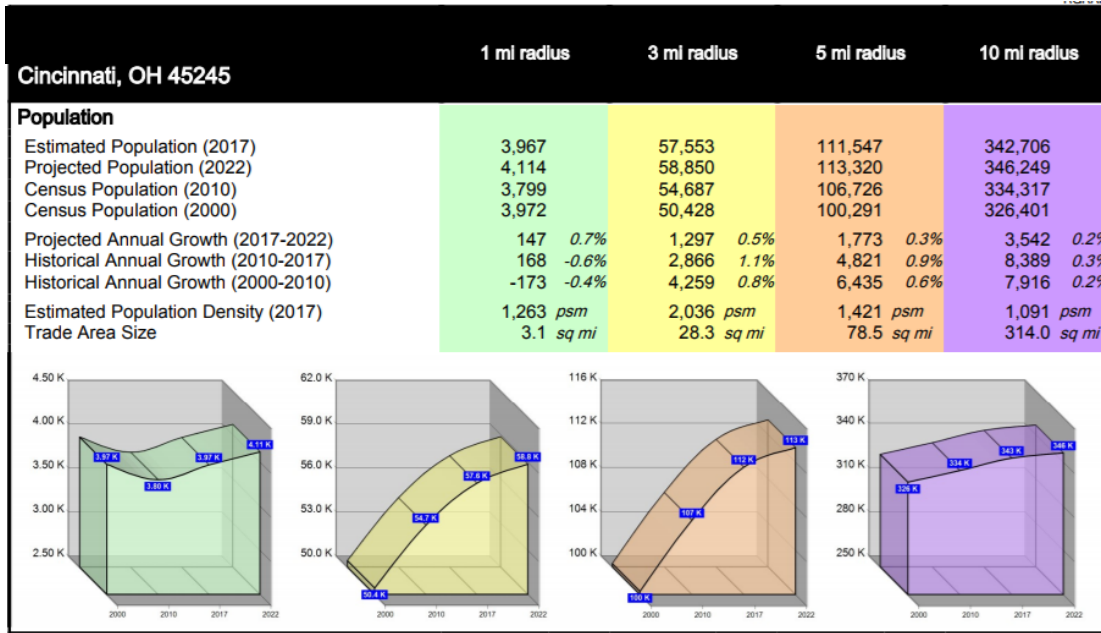 1 mi radius 3 mi radius 5 mi radius 10 mi radius
Cincinnati, OH 45245
Population
Estimated Population (2017) 3,967 57,553 111,547 342,706
Projected Population (2022) 4,114 58,850 113,320 346,249
Census Population (2010) 3,799 54,687 106,726 334,317
Census Population (2000) 3,972 50,428 100,291 326,401
Projected Annual Growth (2017-2022) 147 0.7% 1,297 0.5% 1,773 0.3% 3,542 0.2%
Historical Annual Growth (2010-2017) 168 -0.6% 2,866 1.1% 4,821 0.9% 8,389 0.3%
Historical Annual Growth (2000-2010) -173 -0.4% 4,259 0.8% 6,435 0.6% 7,916 0.2%
Estimated Population Density (2017) 1,263 psm 2,036 psm 1,421 psm 1,091 psm
Trade Area Size 3.1 sq mi 28.3 sq mi 78.5 sq mi 314.0 sq mi
4.50 K
4.00 K
3.50 K
3.00 K
2.50 K
3.97 K
3.80 K
3.97 K
4.11 K
2000 2010 2017 2022
62.0 K
59.0 K
56.0 K
53.0 K
50.0 K
50.4 K
54.7 K
57.6 K
58.8 K
2000 2010 2017 2022
116 K
112 K
108 K
104 K
100 K
100 K
107 K
112 K
113 K
2000 2010 2017 2022
370 K
340 K
310 K
280 K
250 K
326 K
334 K
343 K
346 K
2000 2010 2017 2022